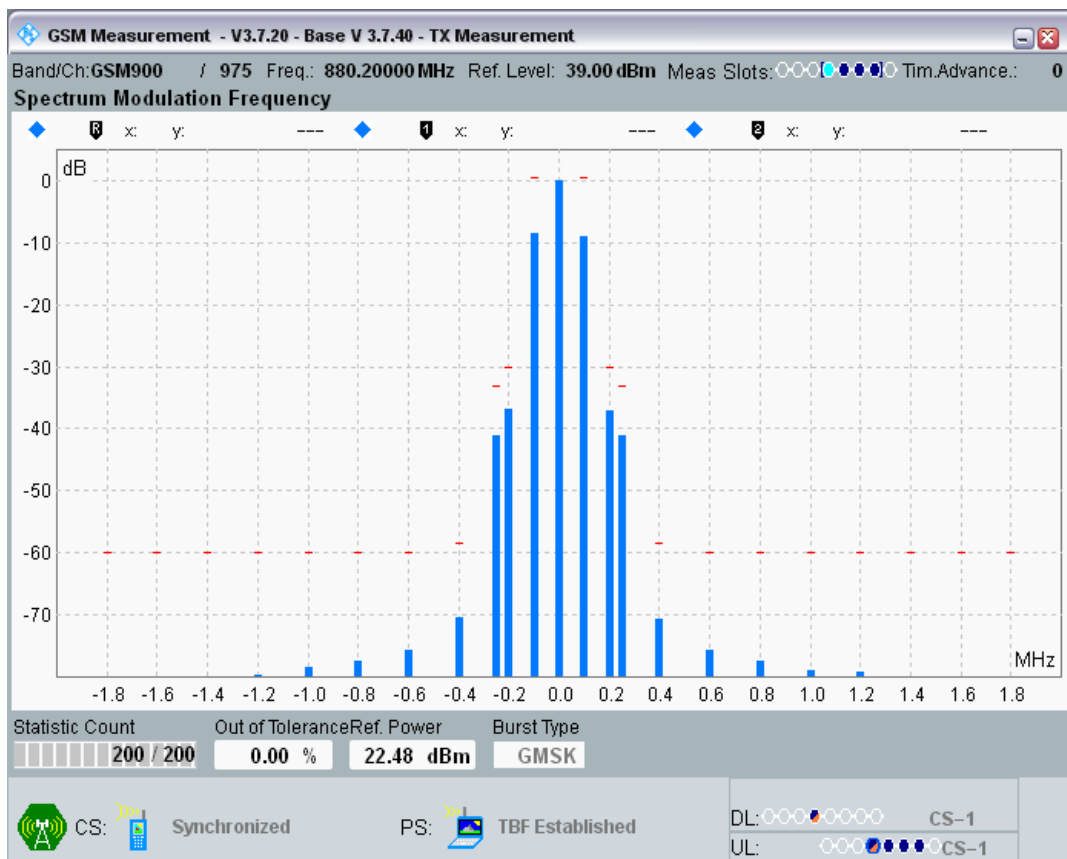 GSM Measurement - V3.7.20 - Base V 3.7.40 - TX Measurement
Band/Ch:GSM900 / 975 Freq.: 880.20000 MHz Ref. Level: 39.00 dBm Meas Slots: Tim.Advance.: 0
Spectrum Modulation Frequency
R x: y: --- 1 x: y: --- 2 x: y: ---
dB
0
-10
-20
-30
-40
-50
-60
-70
MHz
-1.8 -1.6 -1.4 -1.2 -1.0 -0.8 -0.6 -0.4 -0.2 0.0 0.2 0.4 0.6 0.8 1.0 1.2 1.4 1.6 1.8
Statistic Count Out of Tolerance Ref. Power Burst Type
200 / 200 0.00 % 22.48 dBm GMSK
CS: Synchronized PS: TBF Established
DL: CS-1
UL: CS-1